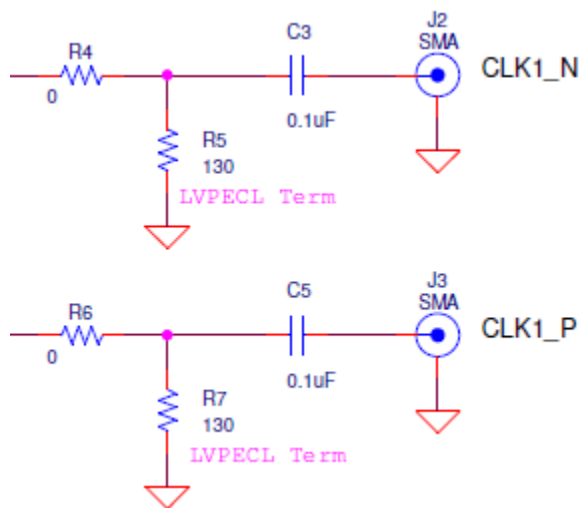 J2
SMA
CLK1_N
C3
0.1uF
R4
0
R5
130
LVPECL Term
J3
SMA
CLK1_P
C5
0.1uF
R6
0
R7
130
LVPECL Term